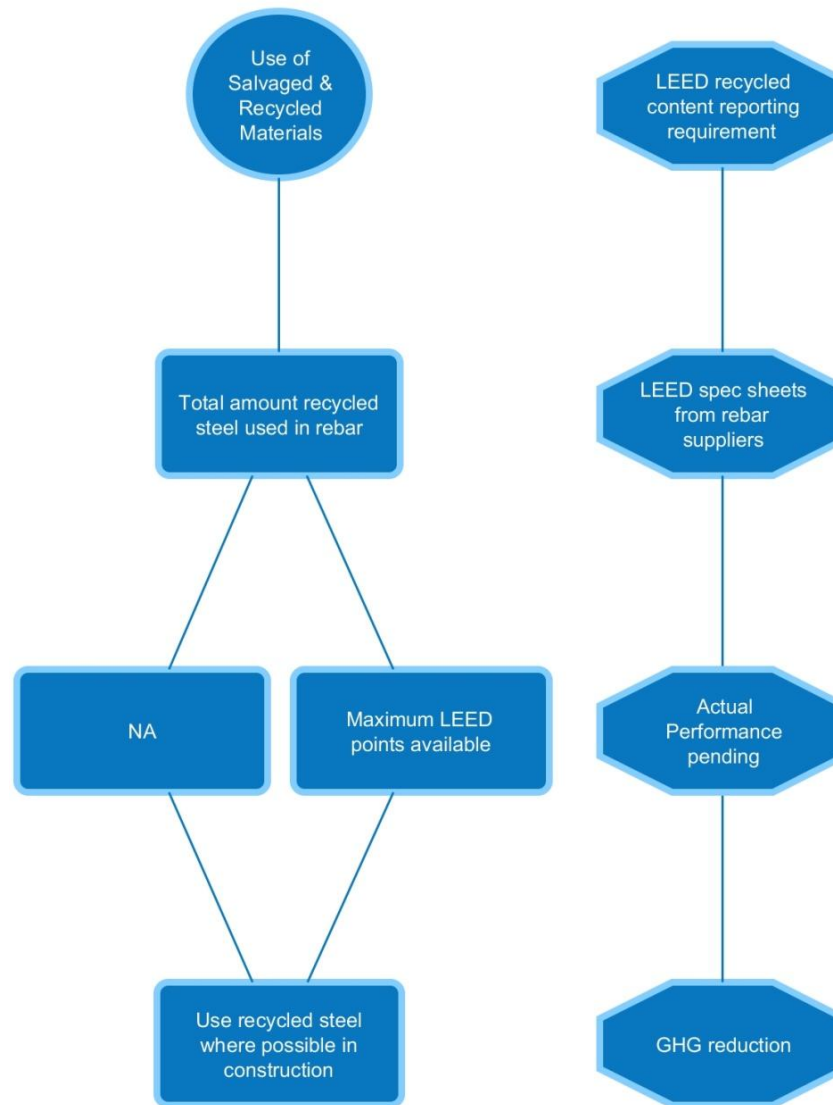 Use of
Salvaged &
Recycled
Materials
LEED recycled
content reporting
requirement
Total amount recycled
steel used in rebar
LEED spec sheets
from rebar
suppliers
NA
Maximum LEED
points available
Actual
Performance
pending
Use recycled steel
where possible in
construction
GHG reduction